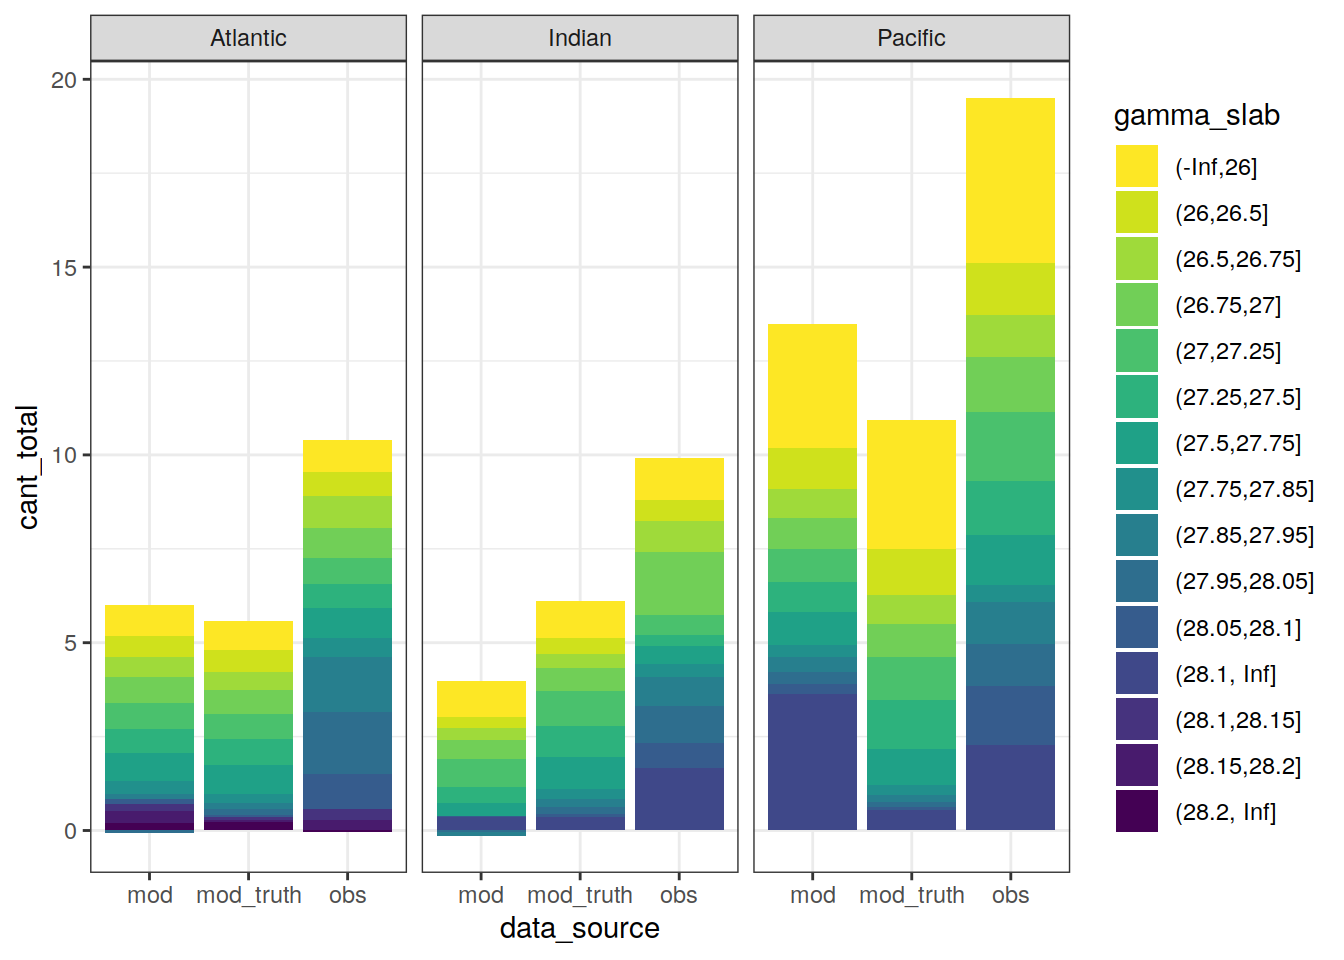 Atlantic
Indian
Pacific
20
15
10
5
0
cant_total
mod
mod_truth
obs
mod
mod_truth
obs
mod
mod_truth
obs
data_source
gamma_slab
(-Inf,26]
(26,26.5]
(26.5,26.75]
(26.75,27]
(27,27.25]
(27.25,27.5]
(27.5,27.75]
(27.75,27.85]
(27.85,27.95]
(27.95,28.05]
(28.05,28.1]
(28.1, Inf]
(28.1,28.15]
(28.15,28.2]
(28.2, Inf]